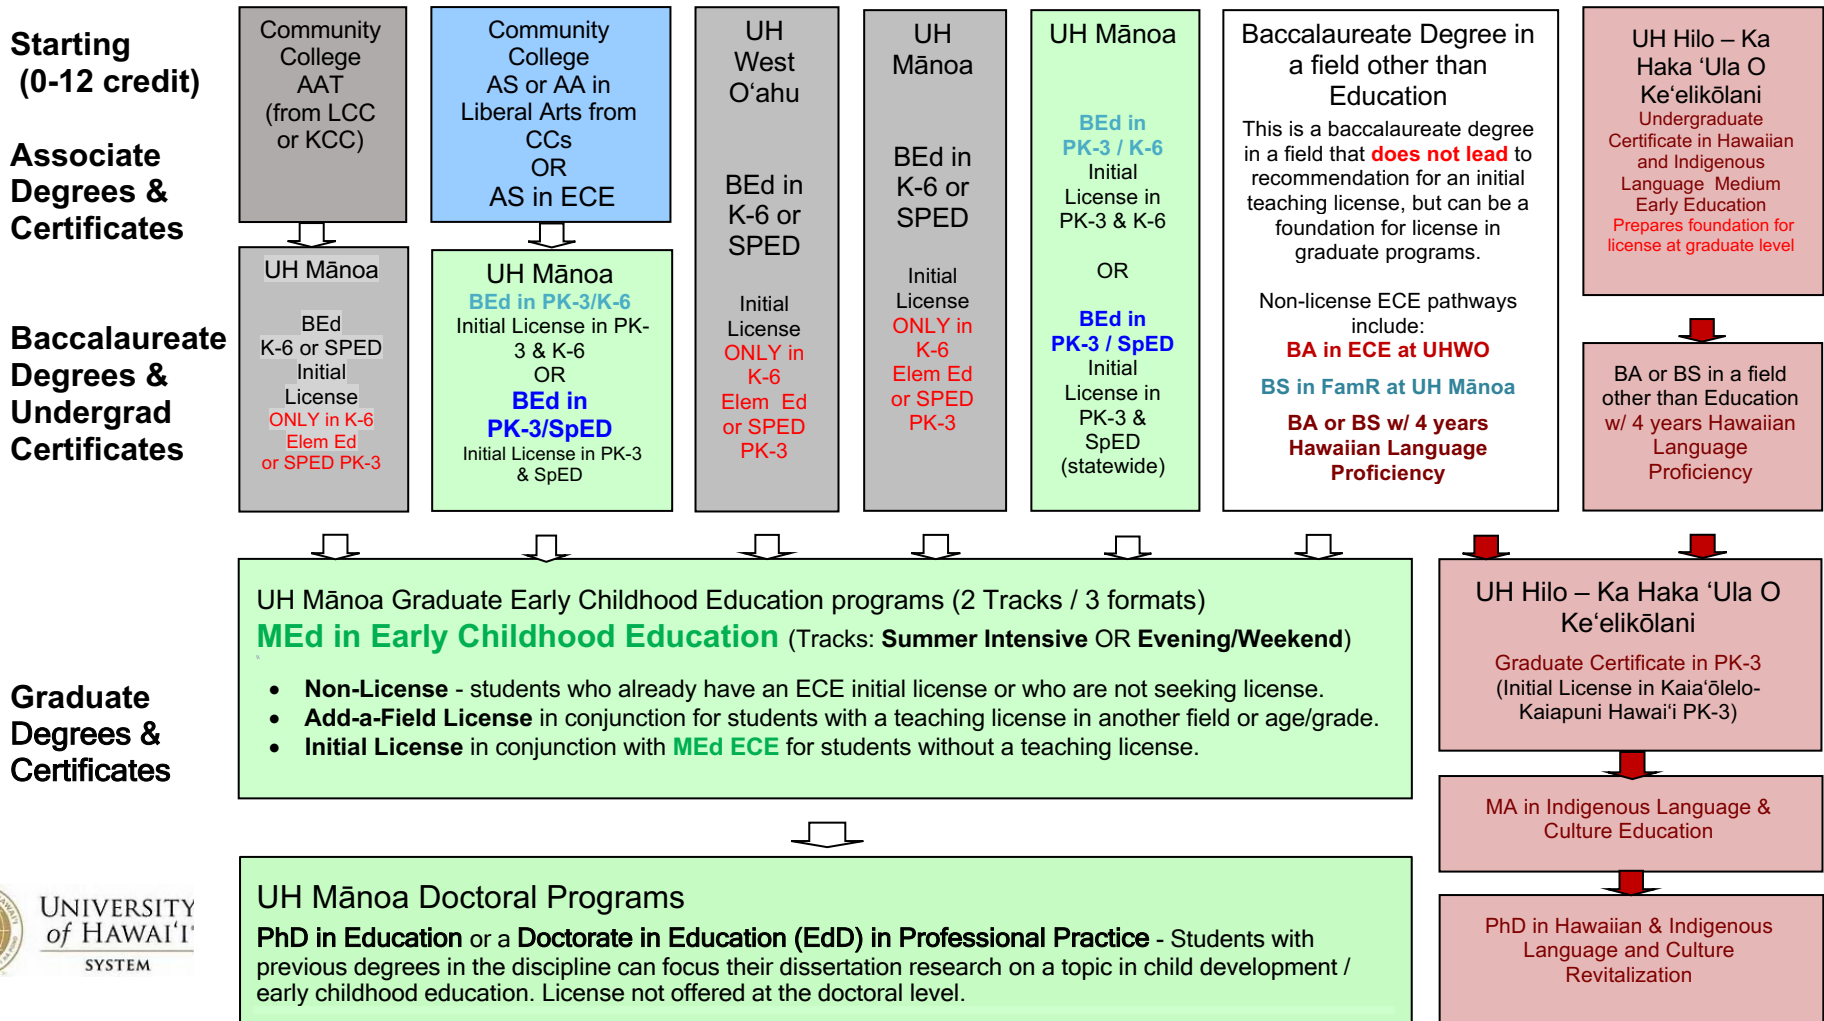 Starting
(0-12 credit)
Associate
Degrees &
Certificates
Baccalaureate
Degrees &
Undergrad
Certificates
Graduate
Degrees &
Certificates
Community
College
AAT
(from LCC
or KCC)
UH Mānoa
BEd
K-6 or SPED
Initial
License
ONLY in K-6
Elem Ed
or SPED PK-3
Community
College
AS or AA in
Liberal Arts from
CCs
OR
AS in ECE
UH Mānoa
BEd in PK-3/K-6
Initial License in PK-
3 & K-6
OR
BEd in
PK-3/SpED
Initial License in PK-3
& SpED
UH
West
Oʻahu
BEd in
K-6 or
SPED
Initial
License
ONLY in
K-6
Elem Ed
or SPED
PK-3
UH
Mānoa
BEd in
K-6 or
SPED
Initial
License
ONLY in
K-6
Elem Ed
or SPED
PK-3
UH Mānoa
BEd in
PK-3 / K-6
Initial
License in
PK-3 & K-6
OR
BEd in
PK-3 / SpED
Initial
License in
PK-3 &
SpED
(statewide)
Baccalaureate Degree in
a field other than
Education
This is a baccalaureate degree
in a field that does not lead to
recommendation for an initial
teaching license, but can be a
foundation for license in
graduate programs.
Non-license ECE pathways
include:
BA in ECE at UHWO
BS in FamR at UH Mānoa
BA or BS w/ 4 years
Hawaiian Language
Proficiency
UH Hilo – Ka
Haka ʻUla O
Keʻelikōlani
Undergraduate
Certificate in Hawaiian
and Indigenous
Language Medium
Early Education
Prepares foundation for
license at graduate level
BA or BS in a field
other than Education
w/ 4 years Hawaiian
Language
Proficiency
UH Mānoa Graduate Early Childhood Education programs (2 Tracks / 3 formats)
MEd in Early Childhood Education (Tracks: Summer Intensive OR Evening/Weekend)
• Non-License - students who already have an ECE initial license or who are not seeking license.
• Add-a-Field License in conjunction for students with a teaching license in another field or age/grade.
• Initial License in conjunction with MEd ECE for students without a teaching license.
UH Hilo – Ka Haka ʻUla O
Keʻelikōlani
Graduate Certificate in PK-3
(Initial License in Kaiaʻōlelo-
Kaiapuni Hawaiʻi PK-3)
MA in Indigenous Language &
Culture Education
PhD in Hawaiian & Indigenous
Language and Culture
Revitalization
UH Mānoa Doctoral Programs
PhD in Education or a Doctorate in Education (EdD) in Professional Practice - Students with
previous degrees in the discipline can focus their dissertation research on a topic in child development /
early childhood education. License not offered at the doctoral level.
UNIVERSITY
of HAWAIʻI
SYSTEM